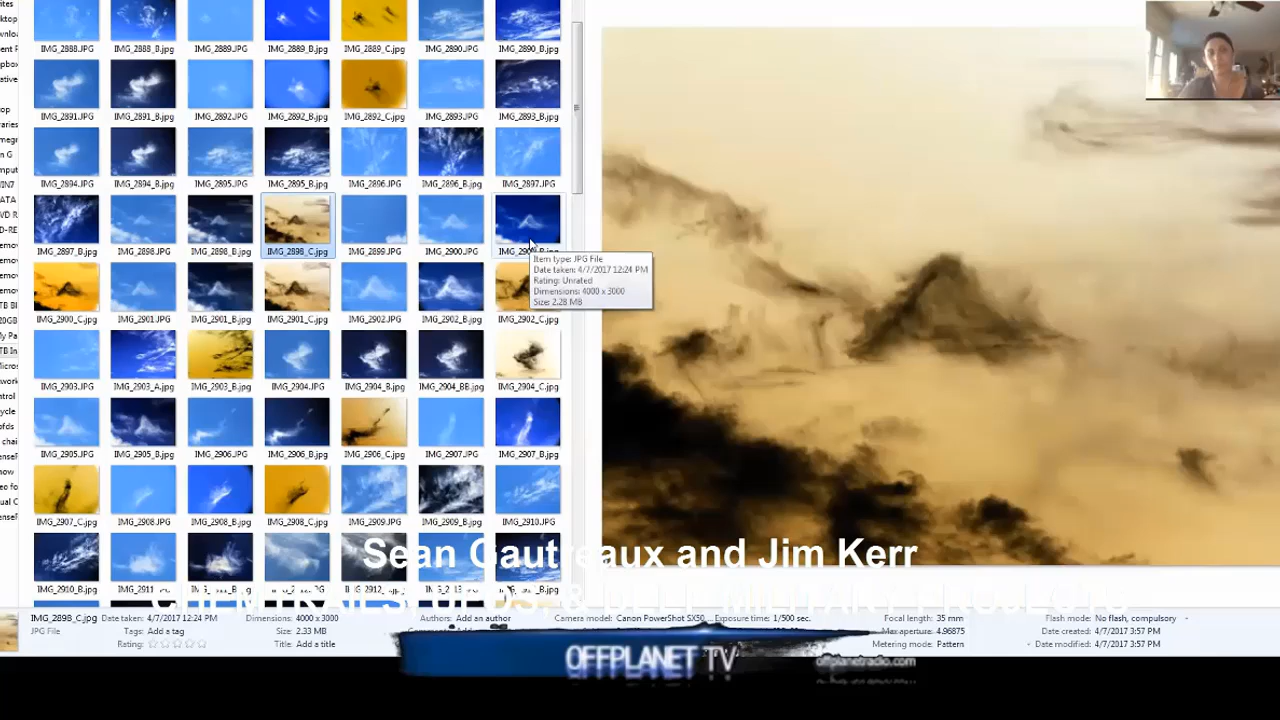 IMG_2888.JPG IMG_2888_B.jpg IMG_2889.JPG IMG_2889_B.jpg IMG_2889_C.jpg IMG_2890.JPG IMG_2890_B.jpg
IMG_2891.JPG IMG_2891_B.jpg IMG_2892.JPG IMG_2892_B.jpg IMG_2892_C.jpg IMG_2893.JPG IMG_2893_B.jpg
IMG_2894.JPG IMG_2894_B.jpg IMG_2895.JPG IMG_2895_B.jpg IMG_2896.JPG IMG_2896_B.jpg IMG_2897.JPG
IMG_2897_B.jpg IMG_2898.JPG IMG_2898_B.jpg IMG_2898_C.jpg IMG_2899.JPG IMG_2900.JPG
Item type: JPG File
Date taken: 4/7/2017 12:24 PM
Rating: Unrated
Dimensions: 4000 x 3000
Size: 2.28 MB
IMG_2900_C.jpg IMG_2901.JPG IMG_2901_B.jpg IMG_2901_C.jpg IMG_2902.JPG IMG_2902_B.jpg IMG_2902_C.jpg
IMG_2903.JPG IMG_2903_A.jpg IMG_2903_B.jpg IMG_2904.JPG IMG_2904_B.jpg IMG_2904_BB.jpg IMG_2904_C.jpg
IMG_2905.JPG IMG_2905_B.jpg IMG_2906.JPG IMG_2906_B.jpg IMG_2906_C.jpg IMG_2907.JPG IMG_2907_B.jpg
IMG_2907_C.jpg IMG_2908.JPG IMG_2908_B.jpg IMG_2908_C.jpg IMG_2909.JPG IMG_2909_B.jpg IMG_2910.JPG
Sean Gautreaux and Jim Kerr
IMG_2910_B.jpg
CHEMTRAILS, UFOS, & DEEP MILITARY PROJECTS
IMG_2898_C.jpg Date taken: 4/7/2017 12:24 PM Dimensions: 4000 x 3000 Authors: Add an author Camera model: Canon PowerShot SX50 ... Exposure time: 1/500 sec. Focal length: 35 mm Flash mode: No flash, compulsory
JPG File Tags: Add a tag Size: 2.33 MB Max aperture: 4.96875 Date created: 4/7/2017 3:57 PM
Rating: Title: Add a title Metering mode: Pattern Date modified: 4/7/2017 3:57 PM
OFFPLANET TV offplanetradio.com